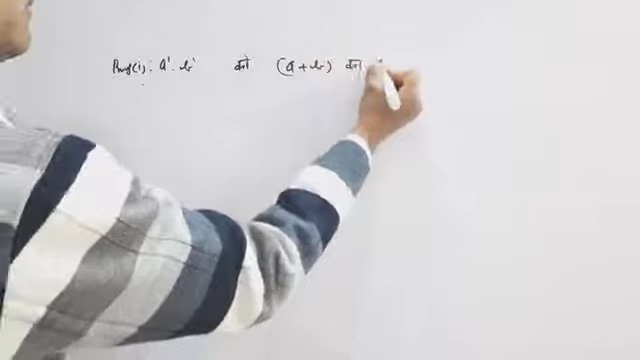 Proof(i): a'. b' को (a+b) का